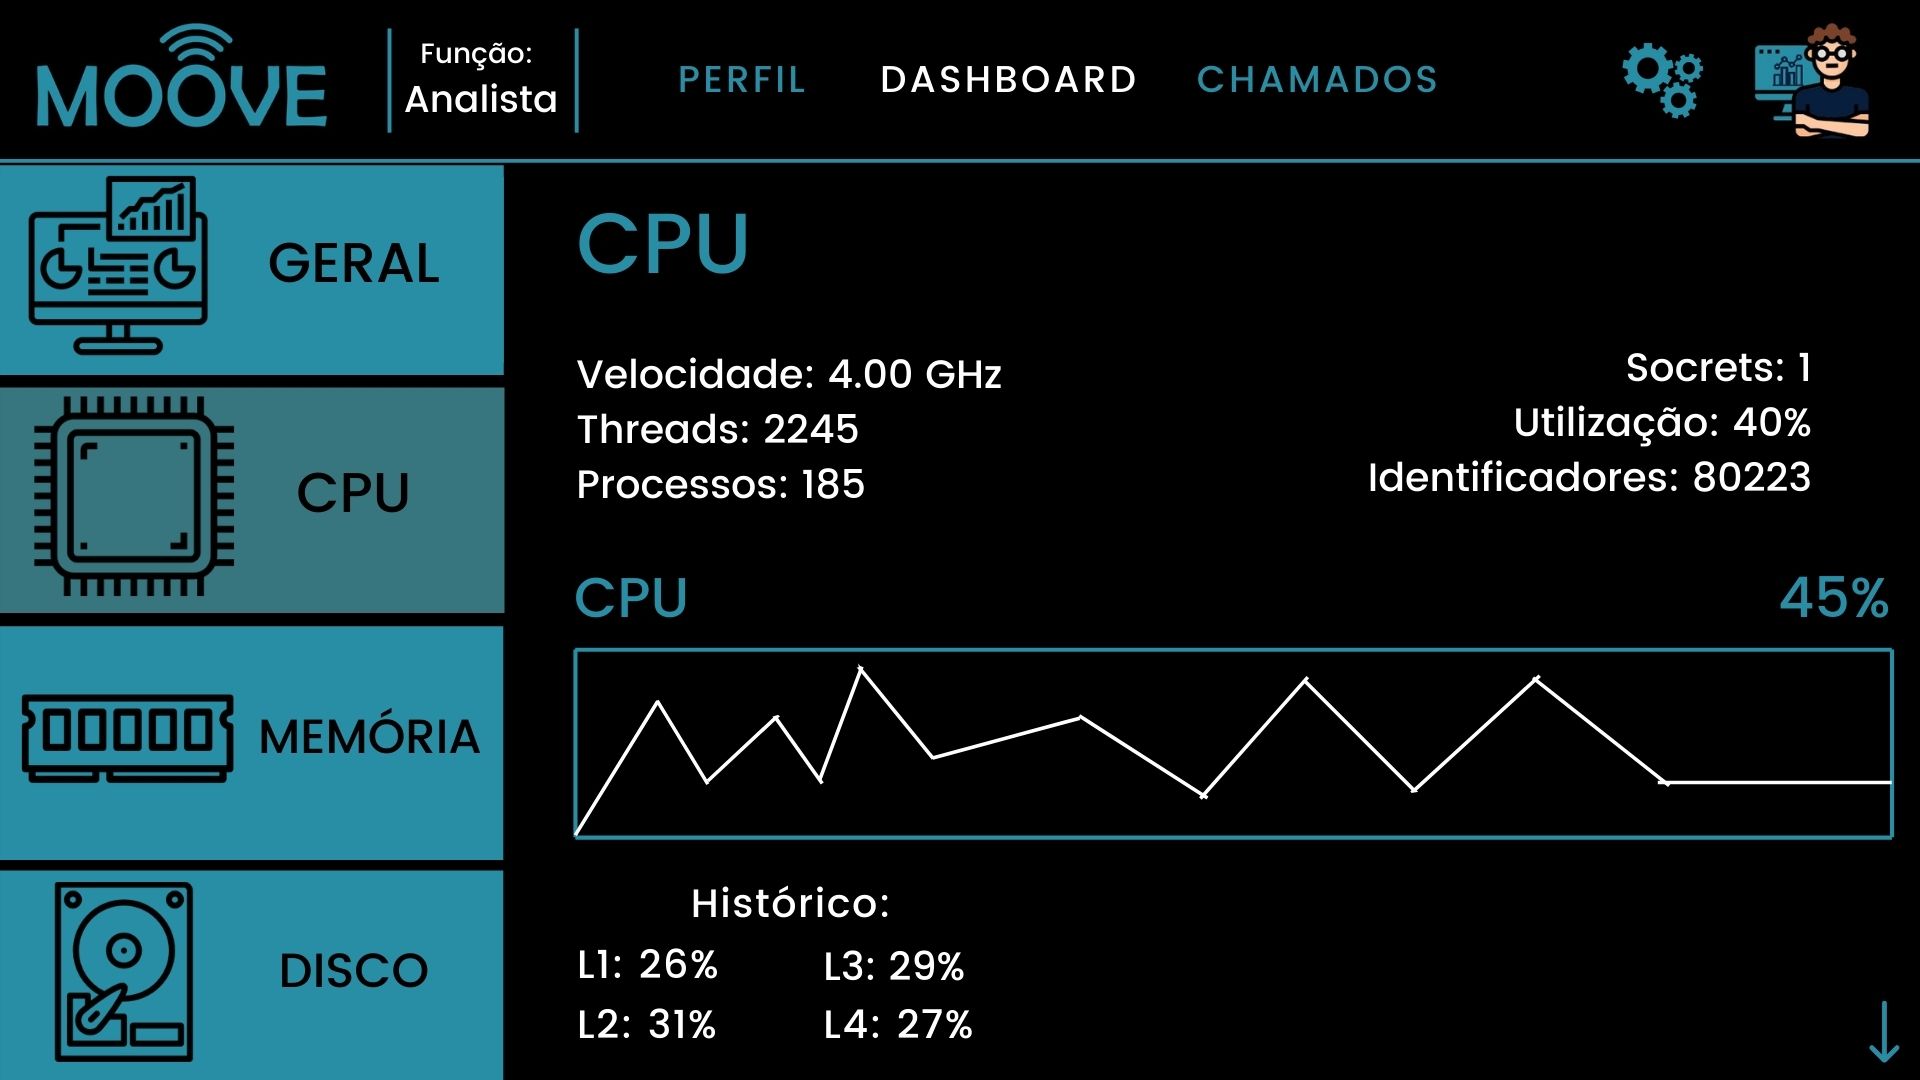 MOOVE
Função:
Analista
PERFIL
DASHBOARD
CHAMADOS
GERAL
CPU
MEMÓRIA
DISCO
CPU
Velocidade: 4.00 GHz
Threads: 2245
Processos: 185
Socrets: 1
Utilização: 40%
Identificadores: 80223
CPU
45%
Histórico:
L1: 26%
L3: 29%
L2: 31%
L4: 27%